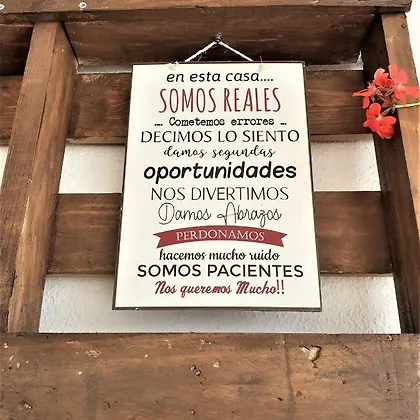 en esta casa....
SOMOS REALES
.... Cometemos errores ...
DECIMOS LO SIENTO
damos segundas
oportunidades
NOS DIVERTIMOS
Damos Abrazos
PERDONAMOS
hacemos mucho ruido
SOMOS PACIENTES
Nos queremos Mucho!!